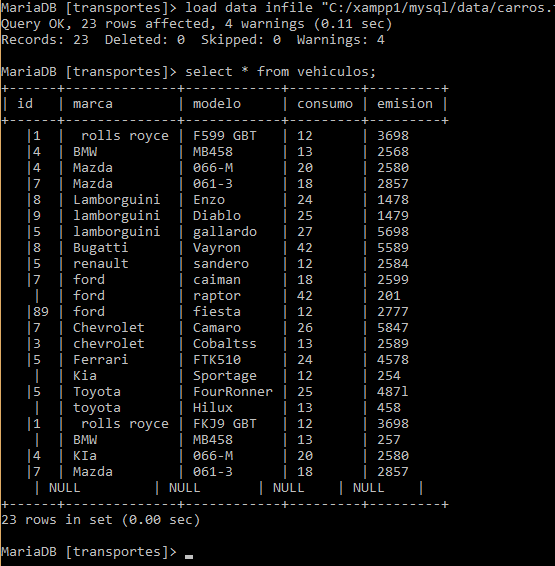 MariaDB [transportes]> load data infile "C:/xampp1/mysql/data/carros.
Query OK, 23 rows affected, 4 warnings (0.11 sec)
Records: 23  Deleted: 0  Skipped: 0  Warnings: 4
MariaDB [transportes]> select * from vehiculos;
+------+--------------+-------------+---------+---------+
| id   | marca        | modelo      | consumo | emision |
+------+--------------+-------------+---------+---------+
   |1  |  rolls royce | F599 GBT    | 12      | 3698
   |4  | BMW          | MB458       | 13      | 2568
   |4  | Mazda        | 066-M       | 20      | 2580
   |7  | Mazda        | 061-3       | 18      | 2857
   |8  | Lamborguini  | Enzo        | 24      | 1478
   |9  | lamborguini  | Diablo      | 25      | 1479
   |5  | lamborguini  | gallardo    | 27      | 5698
   |8  | Bugatti      | Vayron      | 42      | 5589
   |5  | renault      | sandero     | 12      | 2584
   |7  | ford         | caiman      | 18      | 2599
    |  | ford         | raptor      | 42      | 201
   |89 | ford         | fiesta      | 12      | 2777
   |7  | Chevrolet    | Camaro      | 26      | 5847
   |3  | chevrolet    | Cobaltss    | 13      | 2589
   |5  | Ferrari      | FTK510      | 24      | 4578
    |  | Kia          | Sportage    | 12      | 254
   |5  | Toyota       | FourRonner  | 25      | 487l
    |  | toyota       | Hilux       | 13      | 458
   |1  |  rolls royce | FKJ9 GBT    | 12      | 3698
    |  | BMW          | MB458       | 13      | 257
   |4  | KIa          | 066-M       | 20      | 2580
   |7  | Mazda        | 061-3       | 18      | 2857
    | NULL         | NULL        | NULL    | NULL    |
+------+--------------+-------------+---------+---------+
23 rows in set (0.00 sec)
MariaDB [transportes]> _